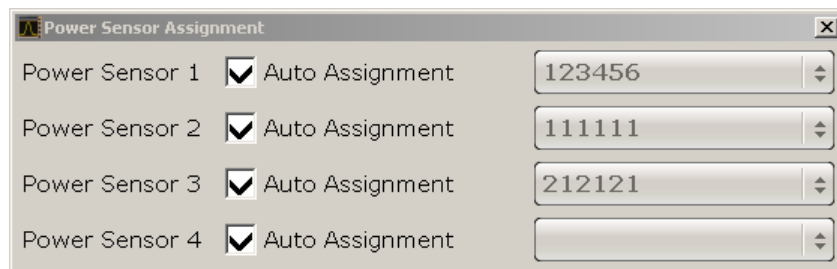 Power Sensor Assignment
Power Sensor 1 Auto Assignment 123456
Power Sensor 2 Auto Assignment 111111
Power Sensor 3 Auto Assignment 212121
Power Sensor 4 Auto Assignment